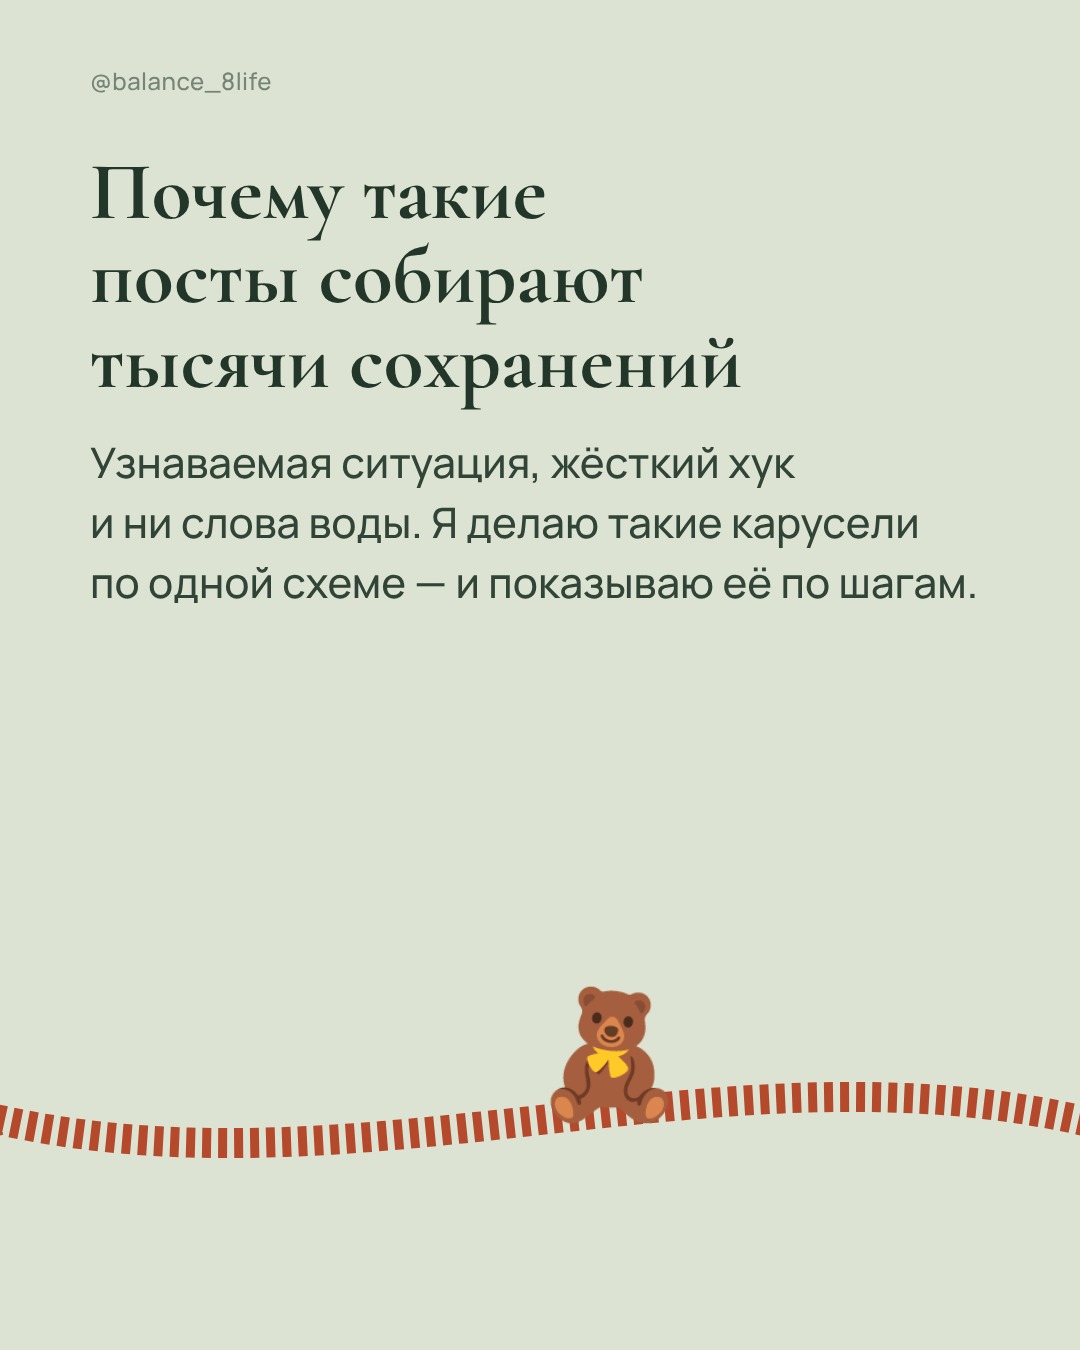 @balance_8life
Почему такие
посты собирают
тысячи сохранений
Узнаваемая ситуация, жёсткий хук
и ни слова воды. Я делаю такие карусели
по одной схеме — и показываю её по шагам.